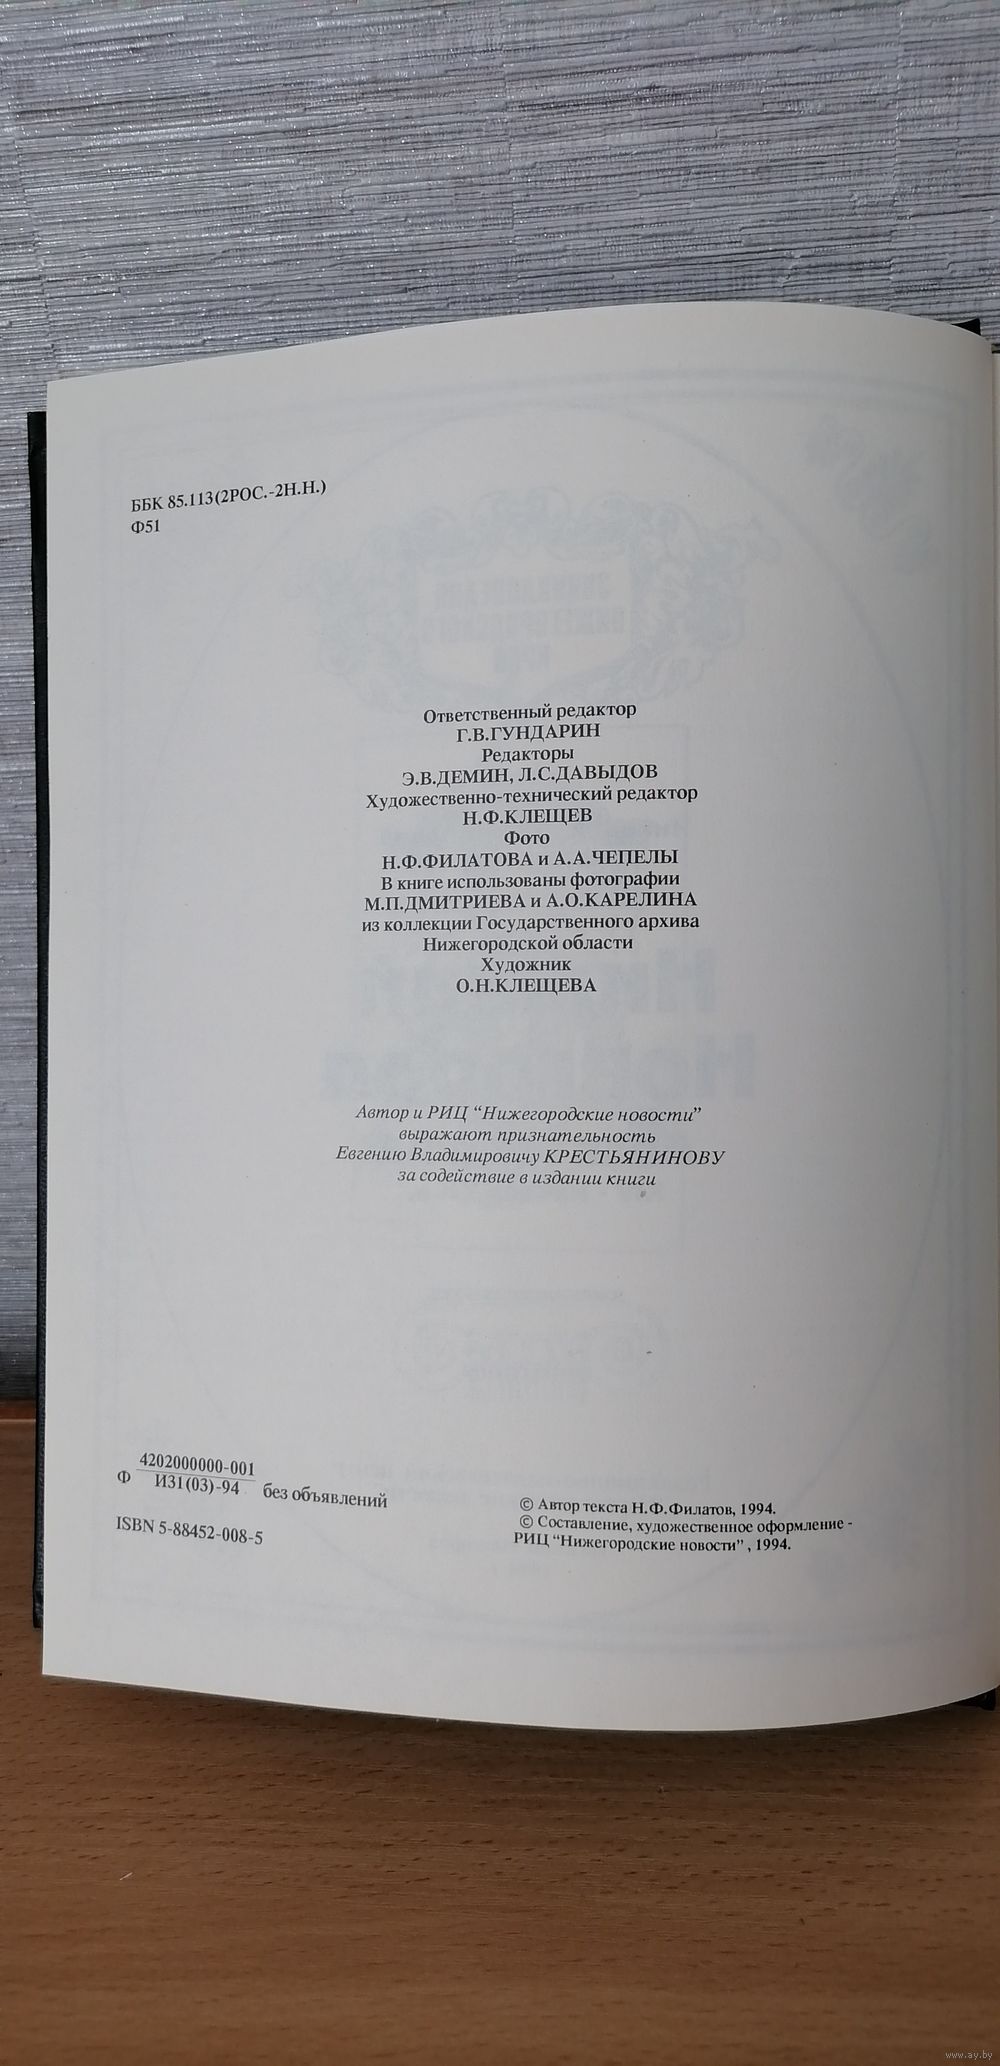 ББК 85.113(2РОС.-2Н.Н.)
Ф51
Ответственный редактор
Г.В.ГУНДАРИН
Редакторы
Э.В.ДЕМИН, Л.С.ДАВЫДОВ
Художественно-технический редактор
Н.Ф.КЛЕЩЕВ
Фото
Н.Ф.ФИЛАТОВА и А.А.ЧЕПЕЛЫ
В книге использованы фотографии
М.П.ДМИТРИЕВА и А.О.КАРЕЛИНА
из коллекции Государственного архива
Нижегородской области
Художник
О.Н.КЛЕЩЕВА
Автор и РИЦ “Нижегородские новости”
выражают признательность
Евгению Владимировичу КРЕСТЬЯНИНОВУ
за содействие в издании книги
4202000000-001
Ф И31(03)-94 без объявлений
ISBN 5-88452-008-5
© Автор текста Н.Ф.Филатов, 1994.
© Составление, художественное оформление -
РИЦ “Нижегородские новости” , 1994.
www.ay.by